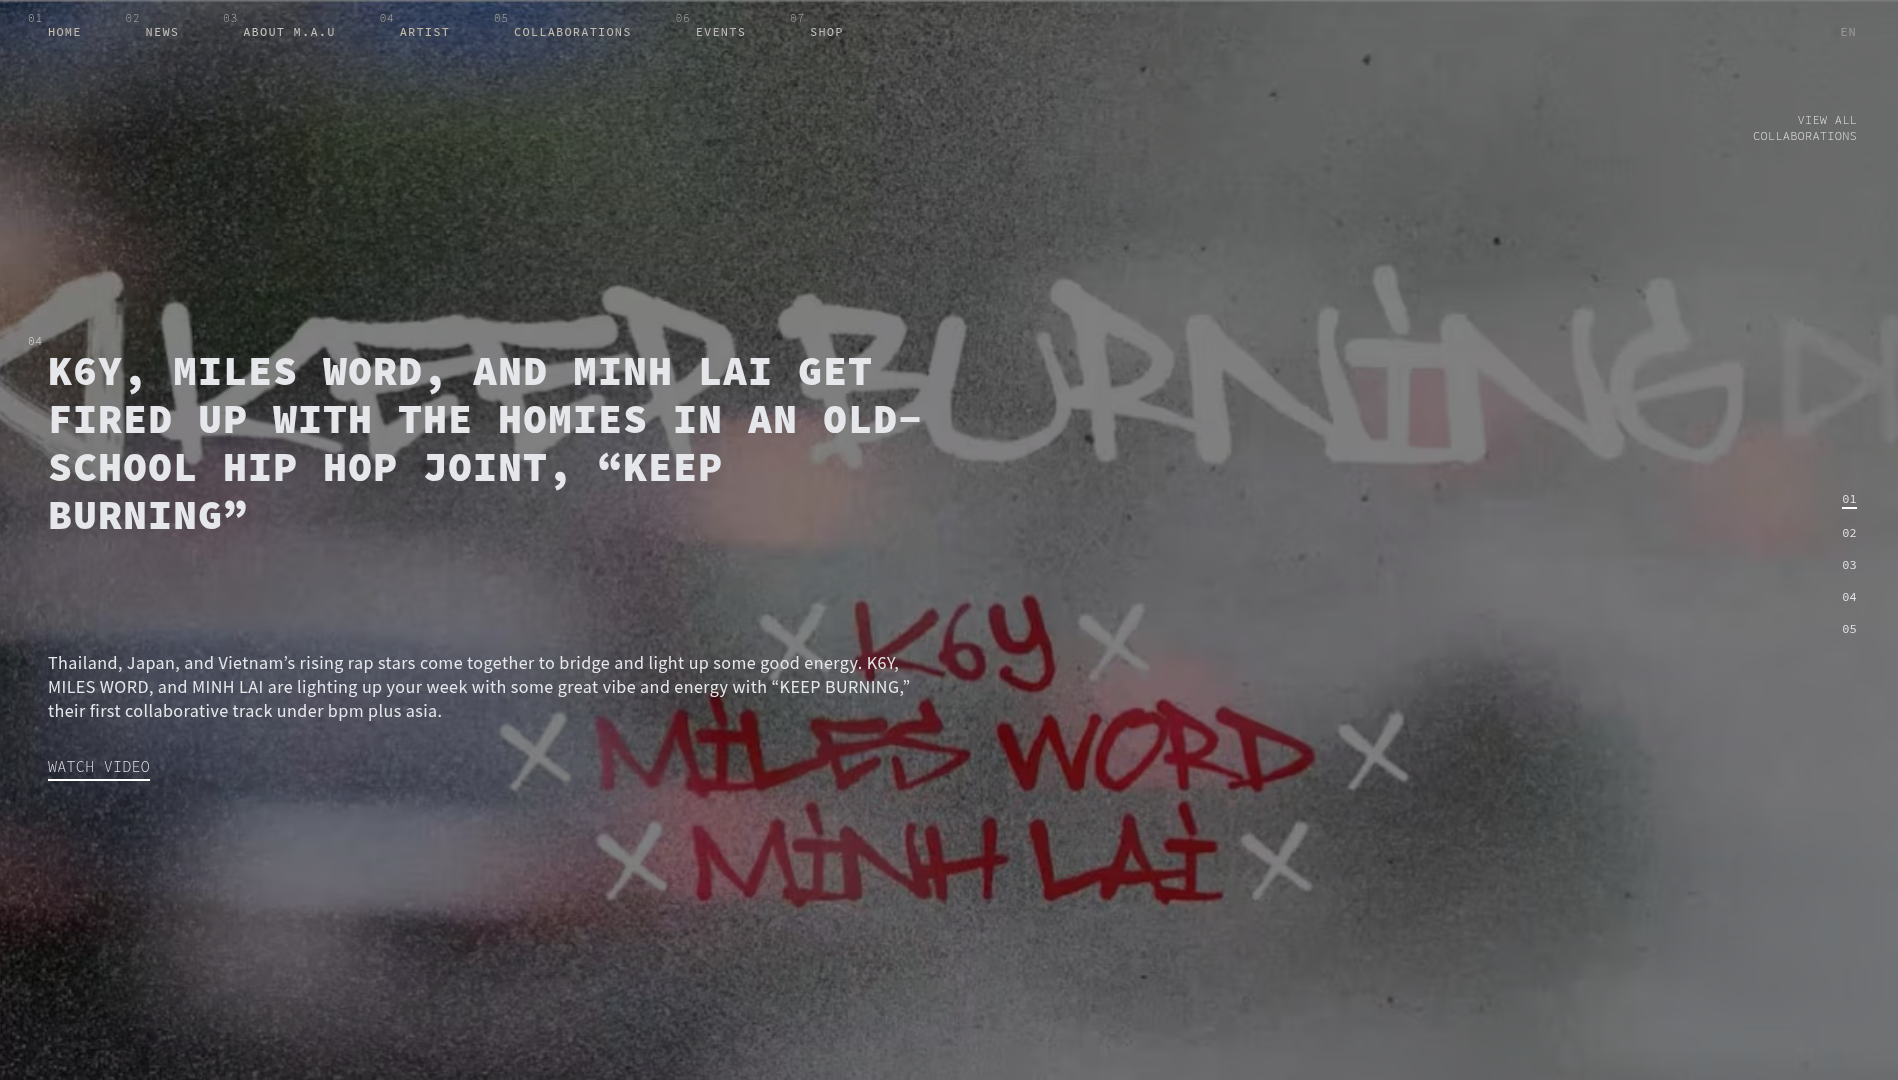 01 02 03 04 05 06 07
HOME NEWS ABOUT M.A.U ARTIST COLLABORATIONS EVENTS SHOP EN
VIEW ALL
COLLABORATIONS
KEEP BURNING
04
K6Y, MILES WORD, AND MINH LAI GET
FIRED UP WITH THE HOMIES IN AN OLD–
SCHOOL HIP HOP JOINT, “KEEP
BURNING”
01
02
03
04
05
X K6Y X
Thailand, Japan, and Vietnam’s rising rap stars come together to bridge and light up some good energy. K6Y,
MILES WORD, and MINH LAI are lighting up your week with some great vibe and energy with “KEEP BURNING,”
their first collaborative track under bpm plus asia.
X MILES WORD X
WATCH VIDEO
X MINH LAI X